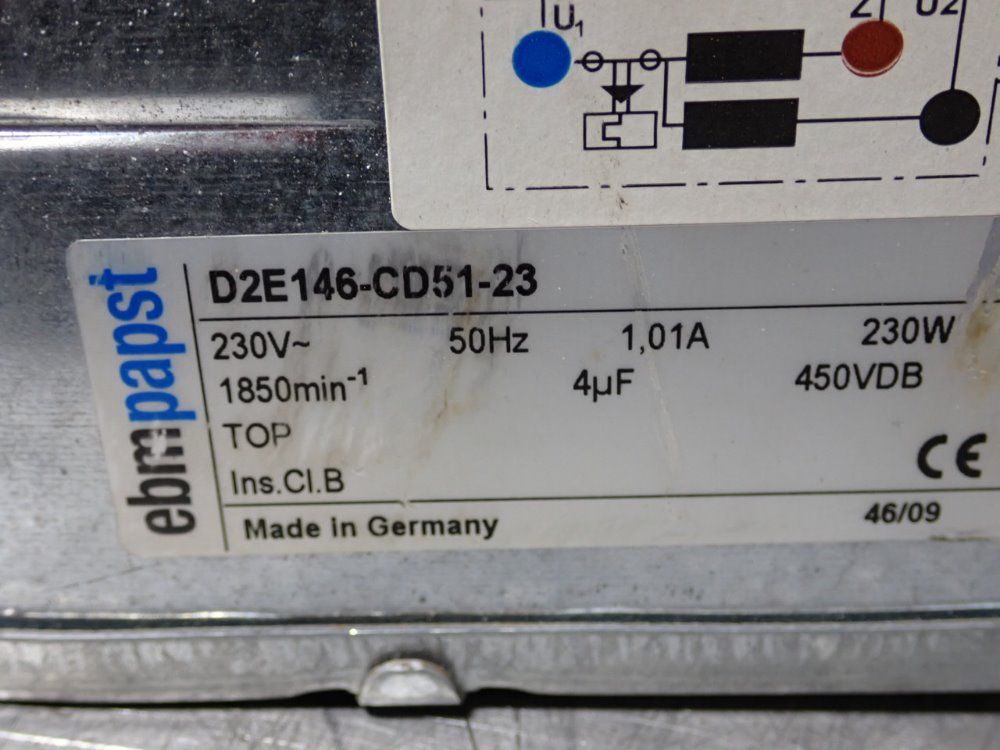 U1
Z
U2
ebmpapst
D2E146-CD51-23
230V~ 50Hz 1,01A 230W
1850min⁻¹ 4µF 450VDB
TOP
Ins.Cl.B
CE
Made in Germany 46/09